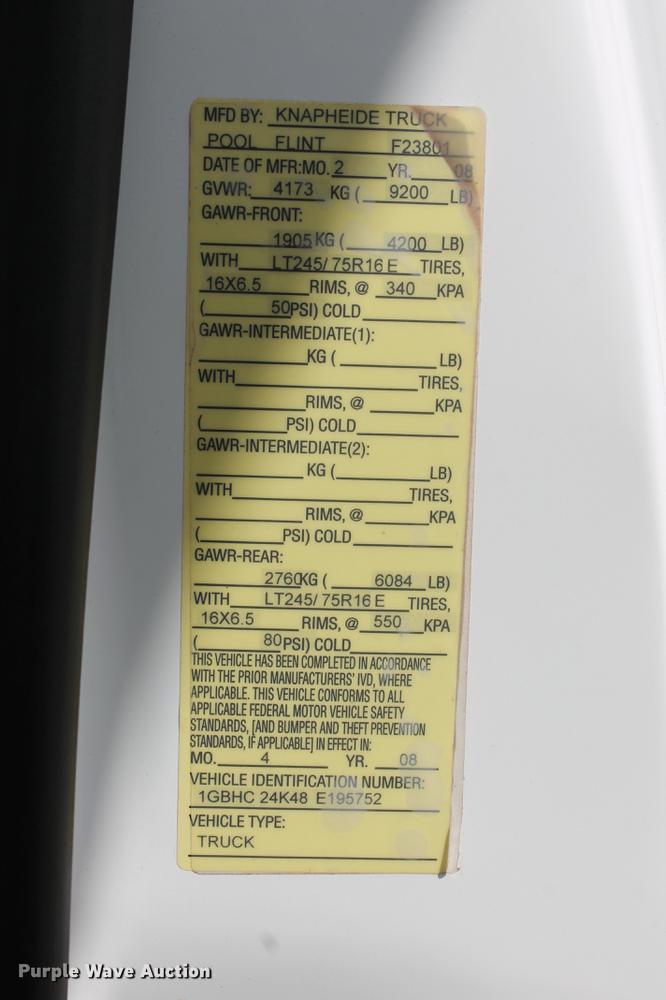 MFD BY: KNAPHEIDE TRUCK
POOL FLINT F23801
DATE OF MFR:MO. 2 YR. 08
GVWR: 4173 KG ( 9200 LB)
GAWR-FRONT:
1905 KG ( 4200 LB)
WITH LT245/ 75R16 E TIRES,
16X6.5 RIMS, @ 340 KPA
( 50 PSI) COLD
GAWR-INTERMEDIATE(1):
KG ( LB)
WITH TIRES,
RIMS, @ KPA
( PSI) COLD
GAWR-INTERMEDIATE(2):
KG ( LB)
WITH TIRES,
RIMS, @ KPA
( PSI) COLD
GAWR-REAR:
2760 KG ( 6084 LB)
WITH LT245/ 75R16 E TIRES,
16X6.5 RIMS, @ 550 KPA
( 80 PSI) COLD
THIS VEHICLE HAS BEEN COMPLETED IN ACCORDANCE
WITH THE PRIOR MANUFACTURERS' IVD, WHERE
APPLICABLE. THIS VEHICLE CONFORMS TO ALL
APPLICABLE FEDERAL MOTOR VEHICLE SAFETY
STANDARDS, [AND BUMPER AND THEFT PREVENTION
STANDARDS, IF APPLICABLE] IN EFFECT IN:
MO. 4 YR. 08
VEHICLE IDENTIFICATION NUMBER:
1GBHC 24K48 E195752
VEHICLE TYPE:
TRUCK
Purple Wave Auction